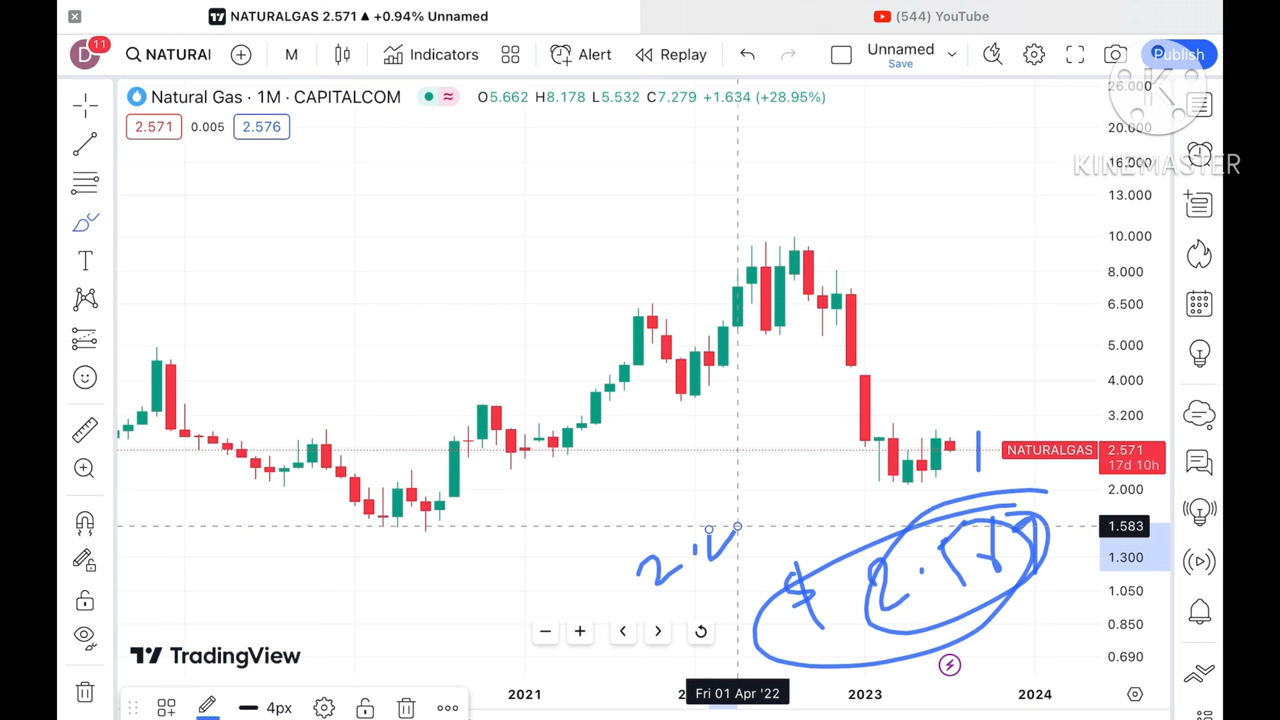 NATURALGAS 2.571 ▲ +0.94% Unnamed
(544) YouTube
D 11 NATURAI M Indicato Alert Replay Unnamed Save Publish
Natural Gas · 1M · CAPITALCOM O5.662 H8.178 L5.532 C7.279 +1.634 (+28.95%)
2.571 0.005 2.576
K
KINEMASTER
26.000
20.000
16.000
13.000
10.000
8.000
6.500
5.000
4.000
3.200
NATURALGAS 2.571
17d 10h
2.000
1.583
1.300
1.050
0.850
0.690
TradingView
2021 Fri 01 Apr '22 2023 2024
4px